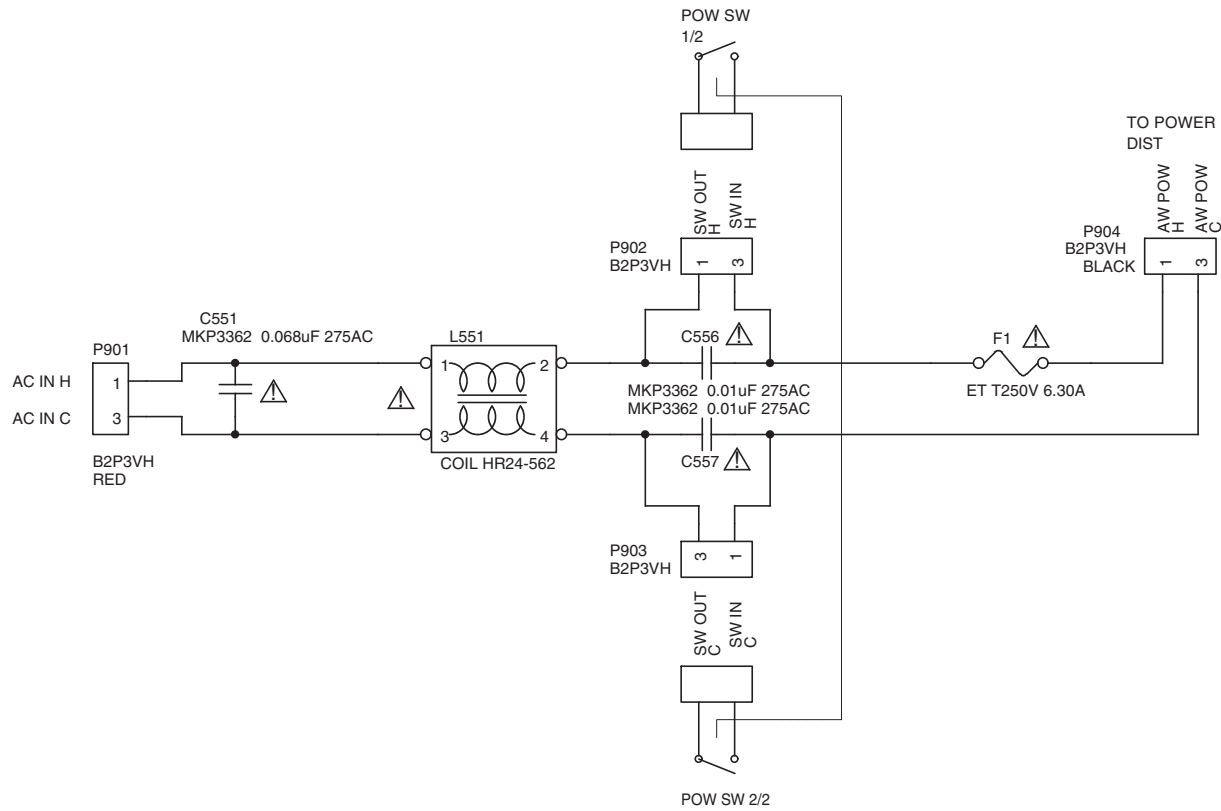 POW SW
1/2
TO POWER
DIST
AW POW
H
AW POW
C
P904
B2P3VH
BLACK
1
3
SW OUT
H
SW IN
H
P902
B2P3VH
1
3
C551
MKP3362 0.068uF 275AC
L551
C556
F1
P901
AC IN H
1
AC IN C
3
B2P3VH
RED
1
2
3
4
COIL HR24-562
MKP3362 0.01uF 275AC
MKP3362 0.01uF 275AC
C557
ET T250V 6.30A
P903
B2P3VH
3
1
SW OUT
C
SW IN
C
POW SW 2/2